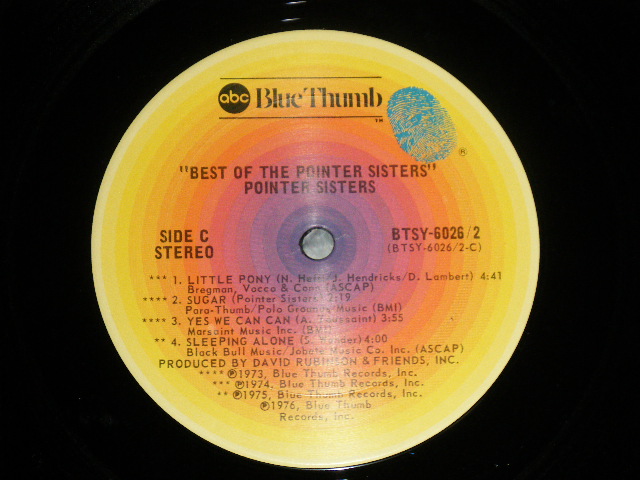 abc Blue Thumb
TM
®
"BEST OF THE POINTER SISTERS"
POINTER SISTERS
SIDE C
STEREO
BTSY-6026/2
(BTSY-6026/2-C)
*** 1. LITTLE PONY (N. Hefti/J. Hendricks/D. Lambert) 4:41
Bregman, Vocco & Conn (ASCAP)
**** 2. SUGAR (Pointer Sisters) 2:19
Para-Thumb/Polo Grounds Music (BMI)
**** 3. YES WE CAN CAN (A. Toussaint) 3:55
Marsaint Music Inc. (BMI)
** 4. SLEEPING ALONE (S. Wonder) 4:00
Black Bull Music/Jobete Music Co. Inc. (ASCAP)
PRODUCED BY DAVID RUBINSON & FRIENDS, INC.
**** ℗1973, Blue Thumb Records, Inc.
*** ℗1974, Blue Thumb Records, Inc.
** ℗1975, Blue Thumb Records, Inc.
℗1976, Blue Thumb
Records, Inc.